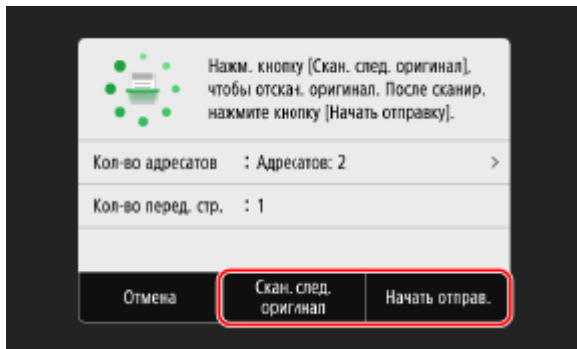 Нажм. кнопку [Скан. след. оригинал],
чтобы отскан. оригинал. После сканир.
нажмите кнопку [Начать отправку].
Кол-во адресатов : Адресатов: 2 >
Кол-во перед. стр. : 1
Отмена
Скан. след.
оригинал
Начать отправ.